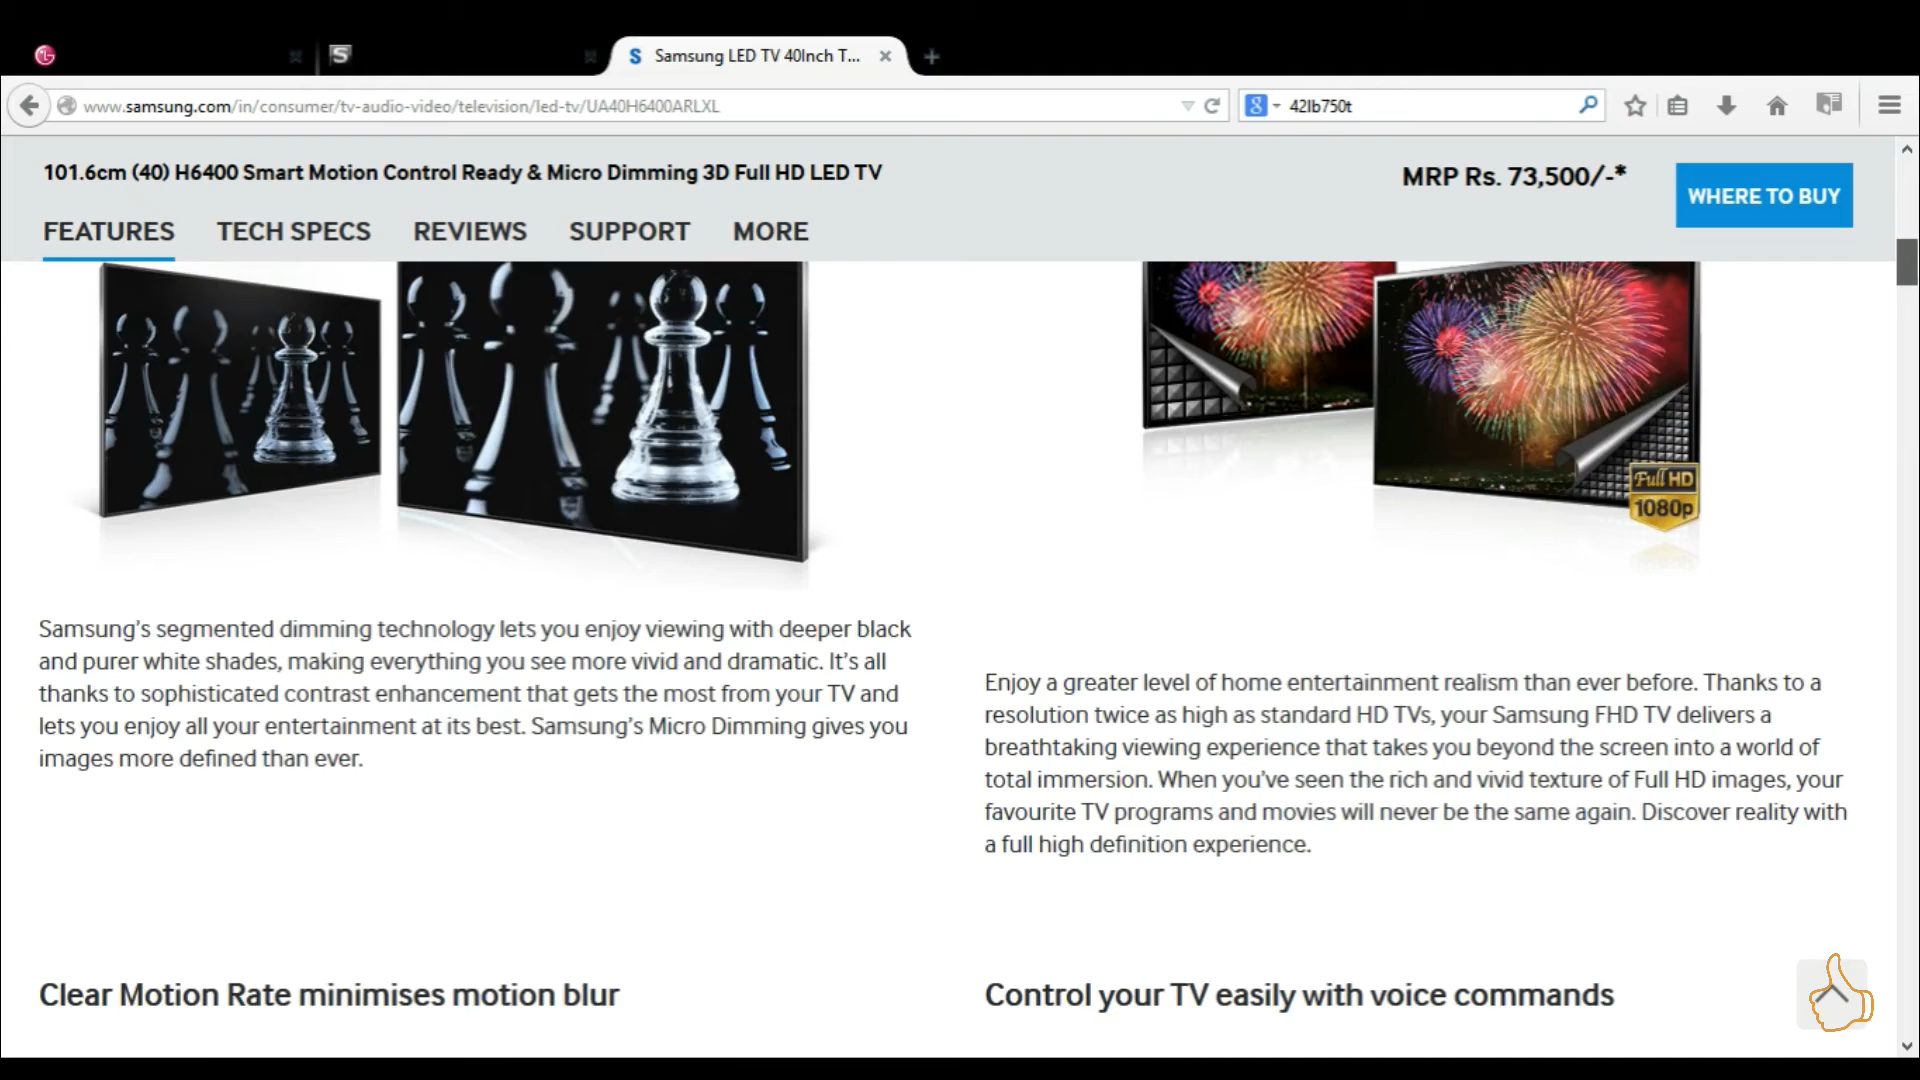 S
S Samsung LED TV 40Inch T...
www.samsung.com/in/consumer/tv-audio-video/television/led-tv/UA40H6400ARLXL
8 42lb750t
101.6cm (40) H6400 Smart Motion Control Ready & Micro Dimming 3D Full HD LED TV
MRP Rs. 73,500/-*
WHERE TO BUY
FEATURES TECH SPECS REVIEWS SUPPORT MORE
Full HD
1080p
Samsung's segmented dimming technology lets you enjoy viewing with deeper black
and purer white shades, making everything you see more vivid and dramatic. It's all
thanks to sophisticated contrast enhancement that gets the most from your TV and
lets you enjoy all your entertainment at its best. Samsung's Micro Dimming gives you
images more defined than ever.
Enjoy a greater level of home entertainment realism than ever before. Thanks to a
resolution twice as high as standard HD TVs, your Samsung FHD TV delivers a
breathtaking viewing experience that takes you beyond the screen into a world of
total immersion. When you've seen the rich and vivid texture of Full HD images, your
favourite TV programs and movies will never be the same again. Discover reality with
a full high definition experience.
Clear Motion Rate minimises motion blur
Control your TV easily with voice commands